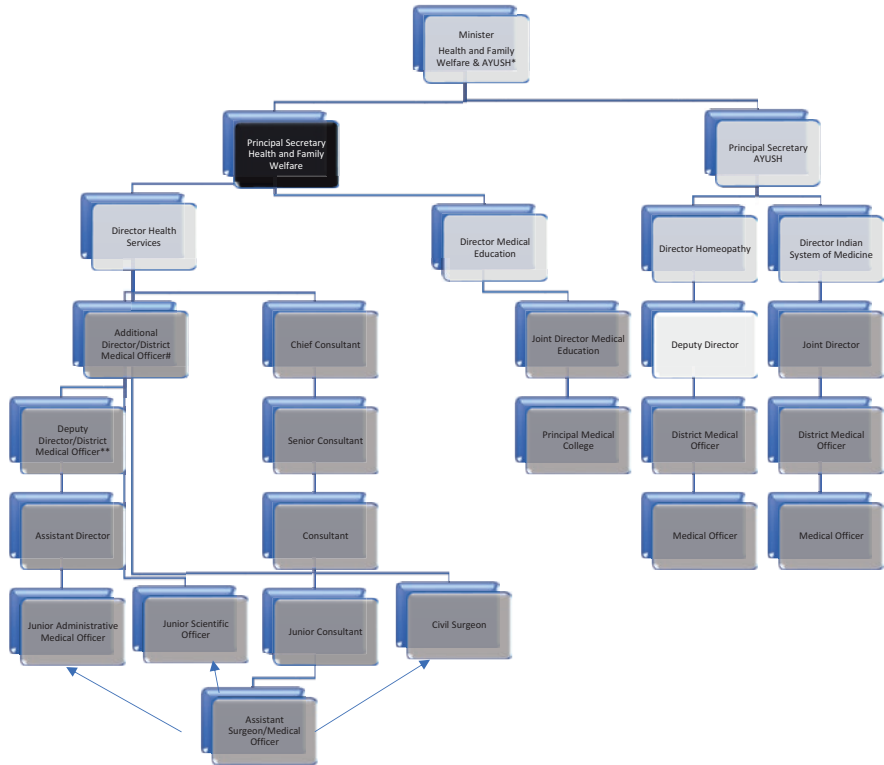 Minister
Health and Family
Welfare & AYUSH*
Principal Secretary
Health and Family
Welfare
Principal Secretary
AYUSH
Director Health
Services
Director Medical
Education
Director Homeopathy
Director Indian
System of Medicine
Additional
Director/District
Medical Officer#
Chief Consultant
Joint Director Medical
Education
Deputy Director
Joint Director
Deputy
Director/District
Medical Officer**
Senior Consultant
Principal Medical
College
District Medical
Officer
District Medical
Officer
Assistant Director
Consultant
Medical Officer
Medical Officer
Junior Administrative
Medical Officer
Junior Scientific
Officer
Junior Consultant
Civil Surgeon
Assistant
Surgeon/Medical
Officer